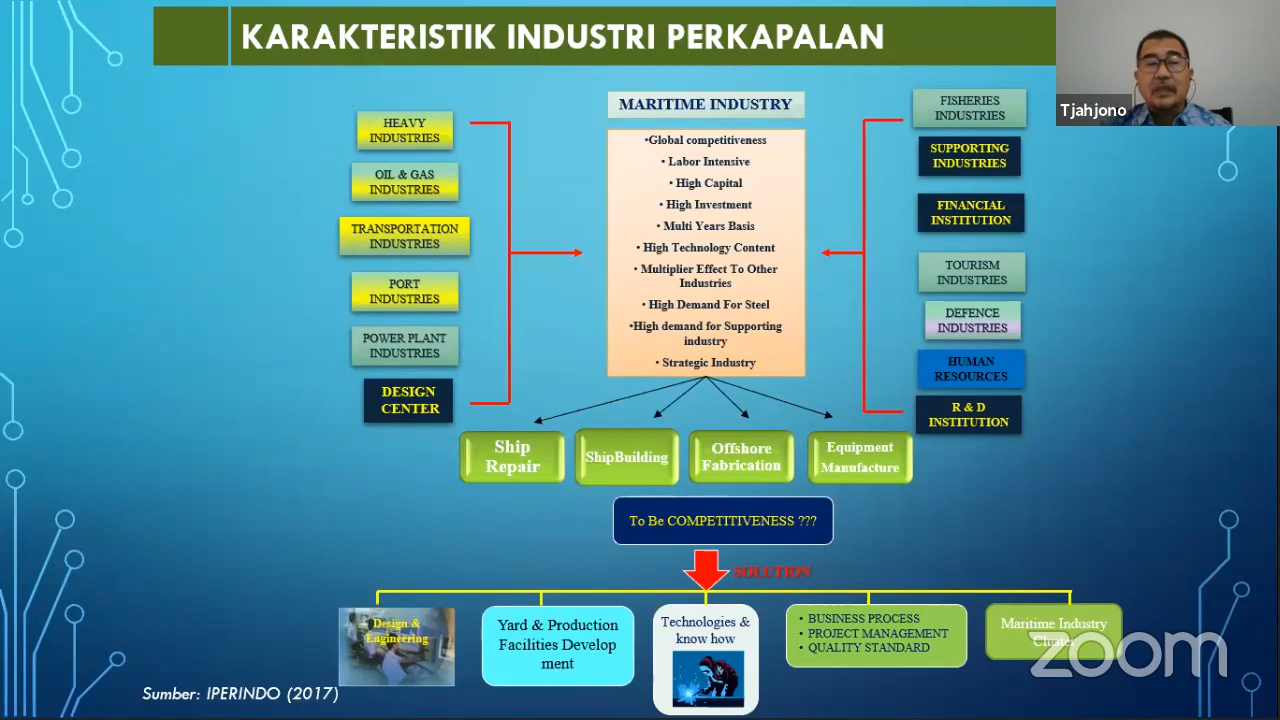 KARAKTERISTIK INDUSTRI PERKAPALAN
Tjahjono
HEAVY
INDUSTRIES
OIL & GAS
INDUSTRIES
TRANSPORTATION
INDUSTRIES
PORT
INDUSTRIES
POWER PLANT
INDUSTRIES
DESIGN
CENTER
MARITIME INDUSTRY
•Global competitiveness
• Labor Intensive
• High Capital
• High Investment
• Multi Years Basis
• High Technology Content
• Multiplier Effect To Other
Industries
• High Demand For Steel
•High demand for Supporting
industry
• Strategic Industry
FISHERIES
INDUSTRIES
SUPPORTING
INDUSTRIES
FINANCIAL
INSTITUTION
TOURISM
INDUSTRIES
DEFENCE
INDUSTRIES
HUMAN
RESOURCES
R & D
INSTITUTION
Ship
Repair
ShipBuilding
Offshore
Fabrication
Equipment
Manufacture
To Be COMPETITIVENESS ???
SOLUTION
Design &
Engineering
Yard & Production
Facilities Develop
ment
Technologies &
know how
• BUSINESS PROCESS
• PROJECT MANAGEMENT
• QUALITY STANDARD
Maritime Industry
Cluster
zoom
Sumber: IPERINDO (2017)